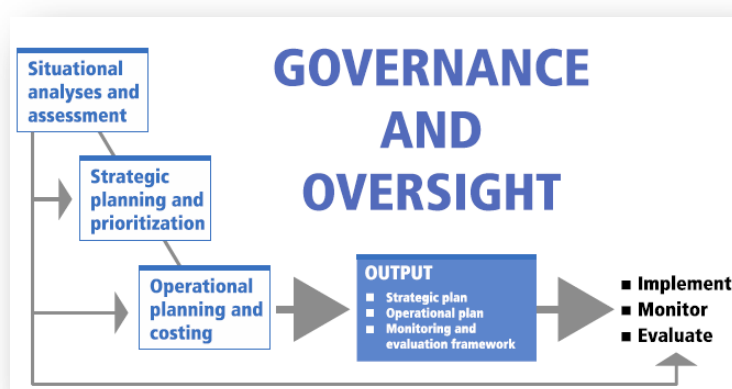 GOVERNANCE
AND
OVERSIGHT
Situational
analyses and
assessment
Strategic
planning and
prioritization
Operational
planning and
costing
OUTPUT
■ Strategic plan
■ Operational plan
■ Monitoring and
evaluation framework
■ Implement
■ Monitor
■ Evaluate